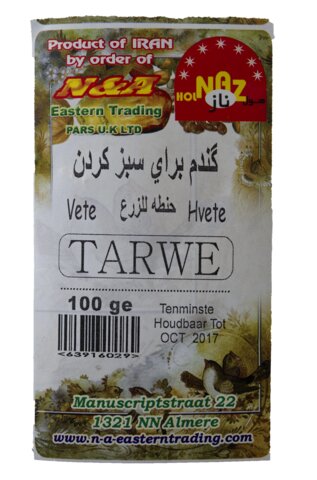 Product of IRAN
by order of
N&A
Eastern Trading
PARS U.K LTD
NAZ
HOL
ناز
گندم براي سبز كردن
Vete حنطه للزرع Hvete
TARWE
100 ge
Tenminste
Houdbaar Tot
OCT 2017
<63916029>
Manuscriptstraat 22
1321 NN Almere
www.n-a-easterntrading.com